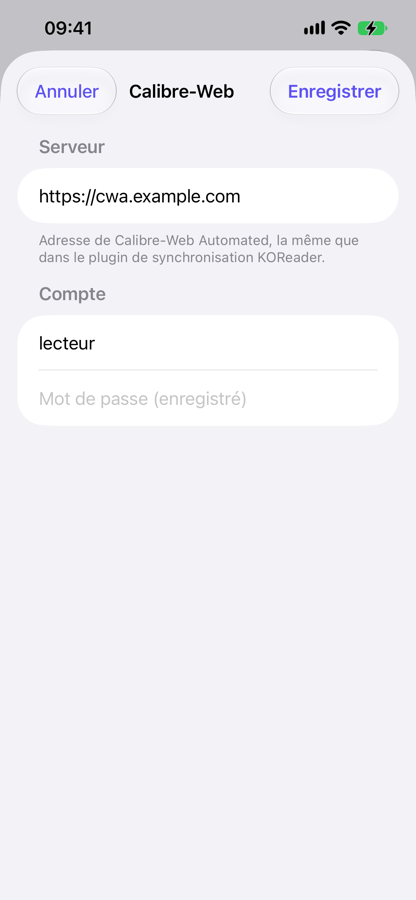 09:41
Annuler
Calibre-Web
Enregistrer
Serveur
https://cwa.example.com
Adresse de Calibre-Web Automated, la même que
dans le plugin de synchronisation KOReader.
Compte
lecteur
Mot de passe (enregistré)